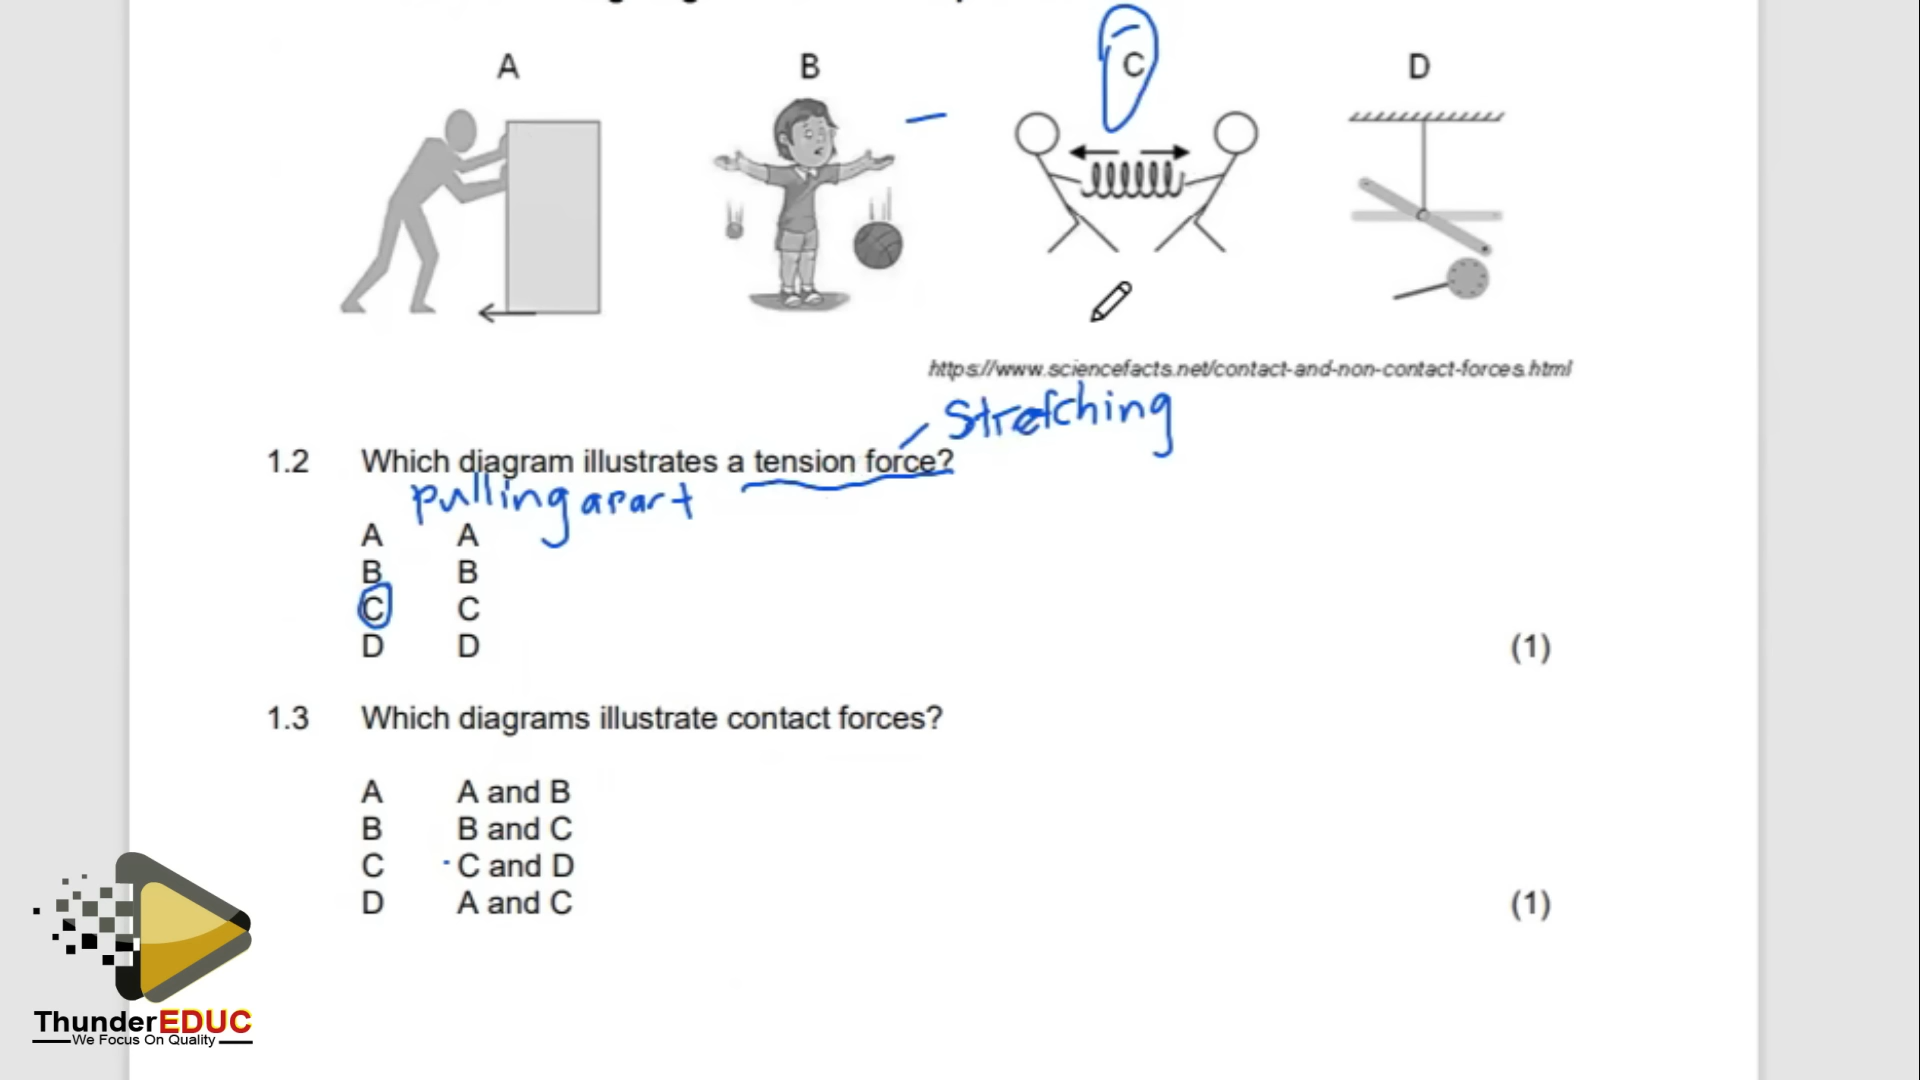 A B C D
https://www.sciencefacts.net/contact-and-non-contact-forces.html
Stretching
1.2 Which diagram illustrates a tension force?
pulling apart
A A
B B
C C
D D (1)
1.3 Which diagrams illustrate contact forces?
A A and B
B B and C
C C and D
D A and C (1)
ThunderEDUC
We Focus On Quality